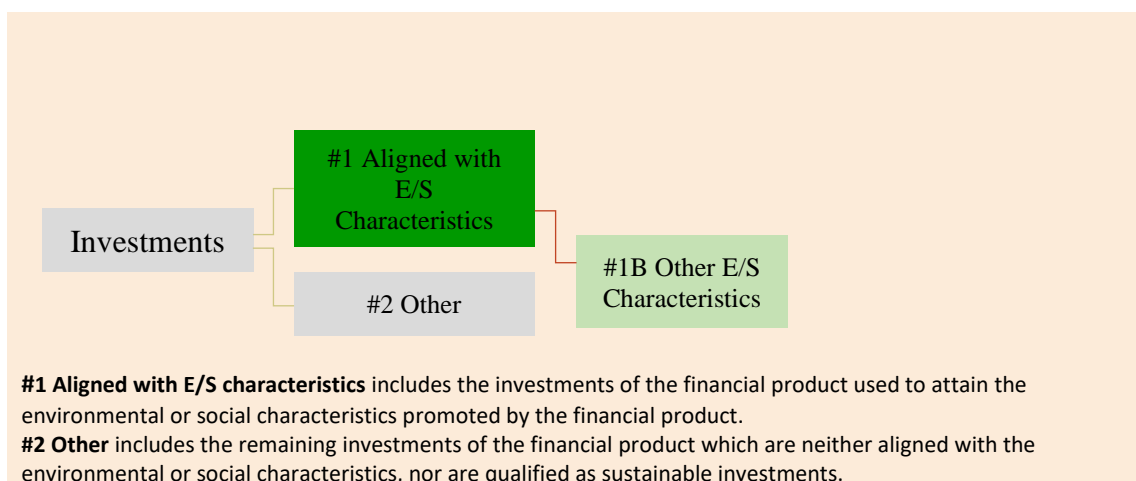 #1 Aligned with
E/S
Characteristics
Investments
#1B Other E/S
Characteristics
#2 Other
#1 Aligned with E/S characteristics includes the investments of the financial product used to attain the
environmental or social characteristics promoted by the financial product.
#2 Other includes the remaining investments of the financial product which are neither aligned with the
environmental or social characteristics, nor are qualified as sustainable investments.